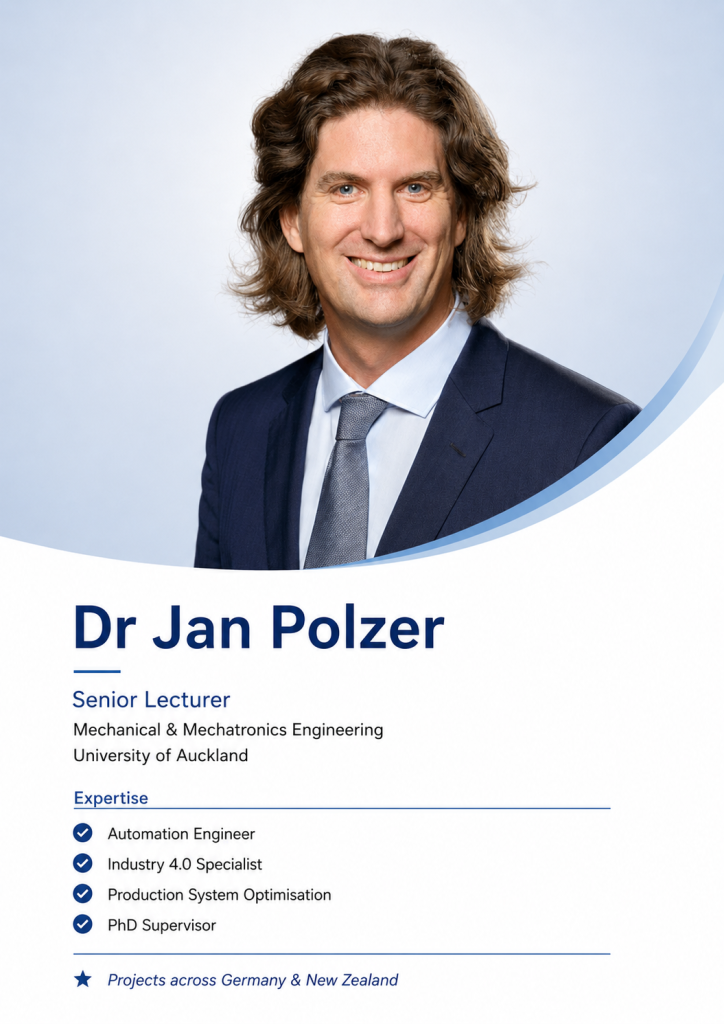 Dr Jan Polzer
Senior Lecturer
Mechanical & Mechatronics Engineering
University of Auckland
Expertise
Automation Engineer
Industry 4.0 Specialist
Production System Optimisation
PhD Supervisor
Projects across Germany & New Zealand